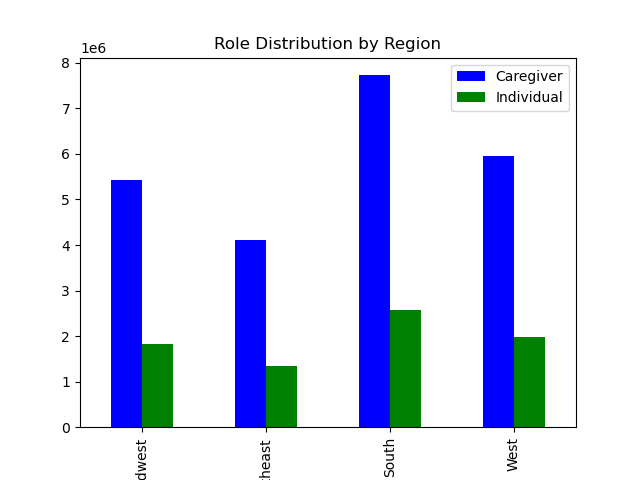 Role Distribution by Region
1e6
Caregiver
Individual
8
7
6
5
4
3
2
1
0
dwest
heast
South
West